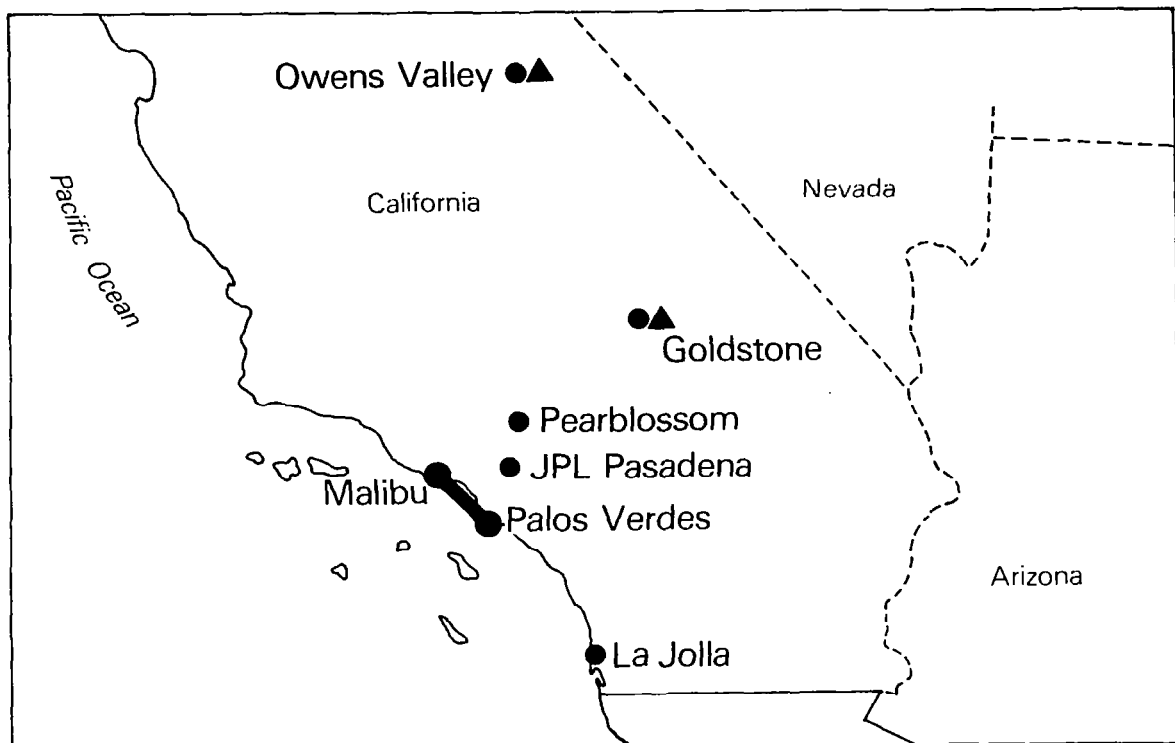 Owens Valley
Nevada
California
Pacific Ocean
Goldstone
Pearblossom
JPL Pasadena
Malibu
Palos Verdes
Arizona
La Jolla